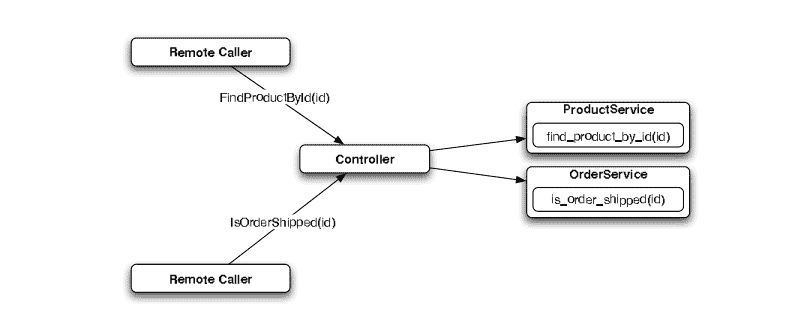 Remote Caller
FindProductById(id)
ProductService
find_product_by_id(id)
Controller
OrderService
is_order_shipped(id)
IsOrderShipped(id)
Remote Caller